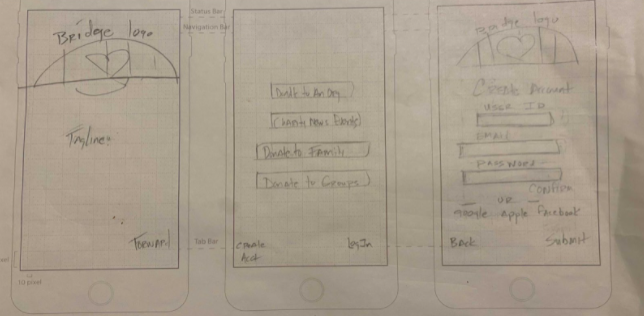 Bridge logo
Tagline
Forward
10 pixel
Status Bar
Navigation Bar
Tab Bar
Donate to An Org
News Events
Donate to Family
Donate to Groups
Create
Acct
Log In
Bridge logo
Create Account
USER ID
EMAIL
PASSWORD
Confirm
OR
Google Apple Facebook
Back
Submit